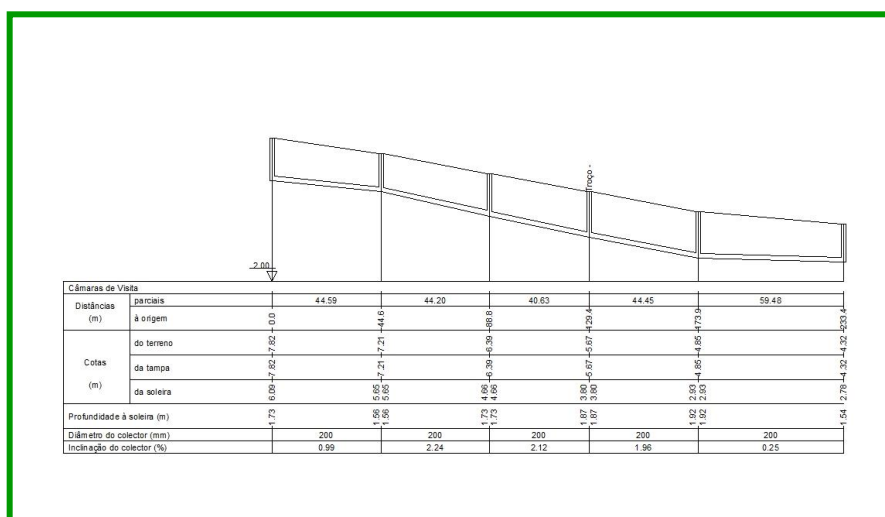 Troço -
2.00
Câmaras de Visita
Distâncias (m) parciais 44.59 44.20 40.63 44.45 59.48
à origem 0.0 44.6 88.8 129.4 173.9 233.4
Cotas (m) do terreno 7.82 7.21 6.39 5.67 4.85 4.32
da tampa 7.82 7.21 6.39 5.67 4.85 4.32
da soleira 6.09 5.65 5.65 4.66 4.66 3.80 3.80 2.93 2.93 2.78
Profundidade à soleira (m) 1.73 1.56 1.56 1.73 1.73 1.87 1.87 1.92 1.92 1.54
Diâmetro do colector (mm) 200 200 200 200 200
Inclinação do colector (%) 0.99 2.24 2.12 1.96 0.25